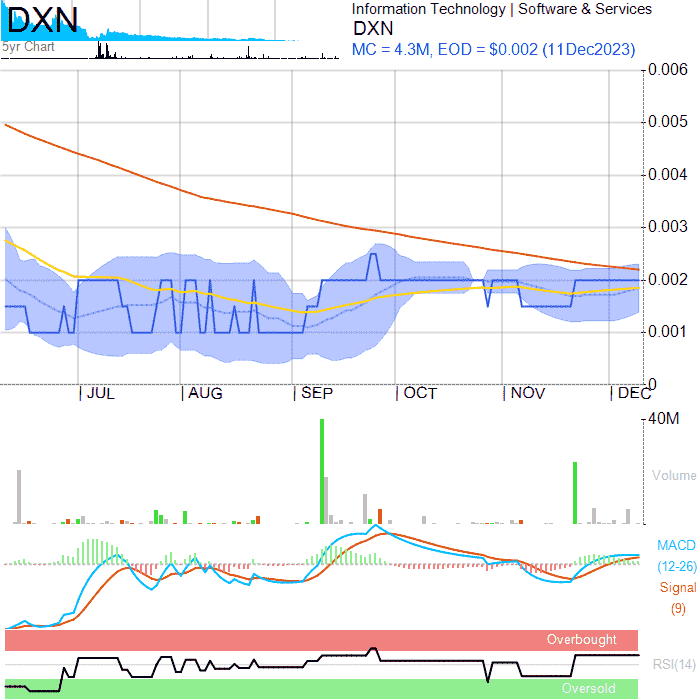 DXN
5yr Chart
Information Technology | Software & Services
DXN
MC = 4.3M, EOD = $0.002 (11Dec2023)
0.006
0.005
0.004
0.003
0.002
0.001
0
JUL AUG SEP OCT NOV DEC
40M
Volume
MACD
(12-26)
Signal
(9)
Overbought
RSI(14)
Oversold